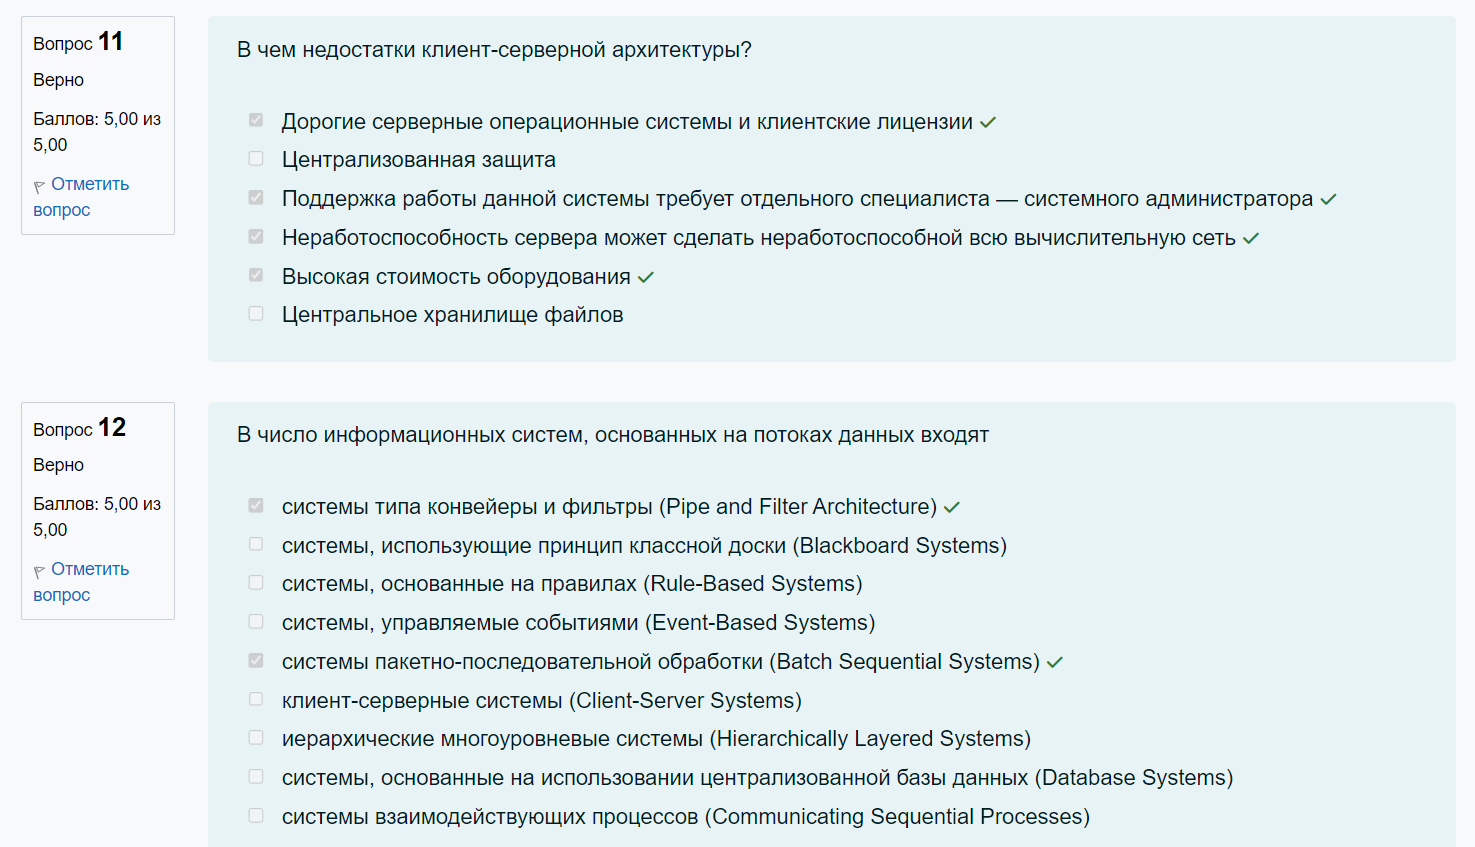 Вопрос 11
Верно
Баллов: 5,00 из
5,00
Отметить
вопрос
В чем недостатки клиент-серверной архитектуры?
Дорогие серверные операционные системы и клиентские лицензии
Централизованная защита
Поддержка работы данной системы требует отдельного специалиста — системного администратора
Неработоспособность сервера может сделать неработоспособной всю вычислительную сеть
Высокая стоимость оборудования
Центральное хранилище файлов
Вопрос 12
Верно
Баллов: 5,00 из
5,00
Отметить
вопрос
В число информационных систем, основанных на потоках данных входят
системы типа конвейеры и фильтры (Pipe and Filter Architecture)
системы, использующие принцип классной доски (Blackboard Systems)
системы, основанные на правилах (Rule-Based Systems)
системы, управляемые событиями (Event-Based Systems)
системы пакетно-последовательной обработки (Batch Sequential Systems)
клиент-серверные системы (Client-Server Systems)
иерархические многоуровневые системы (Hierarchically Layered Systems)
системы, основанные на использовании централизованной базы данных (Database Systems)
системы взаимодействующих процессов (Communicating Sequential Processes)